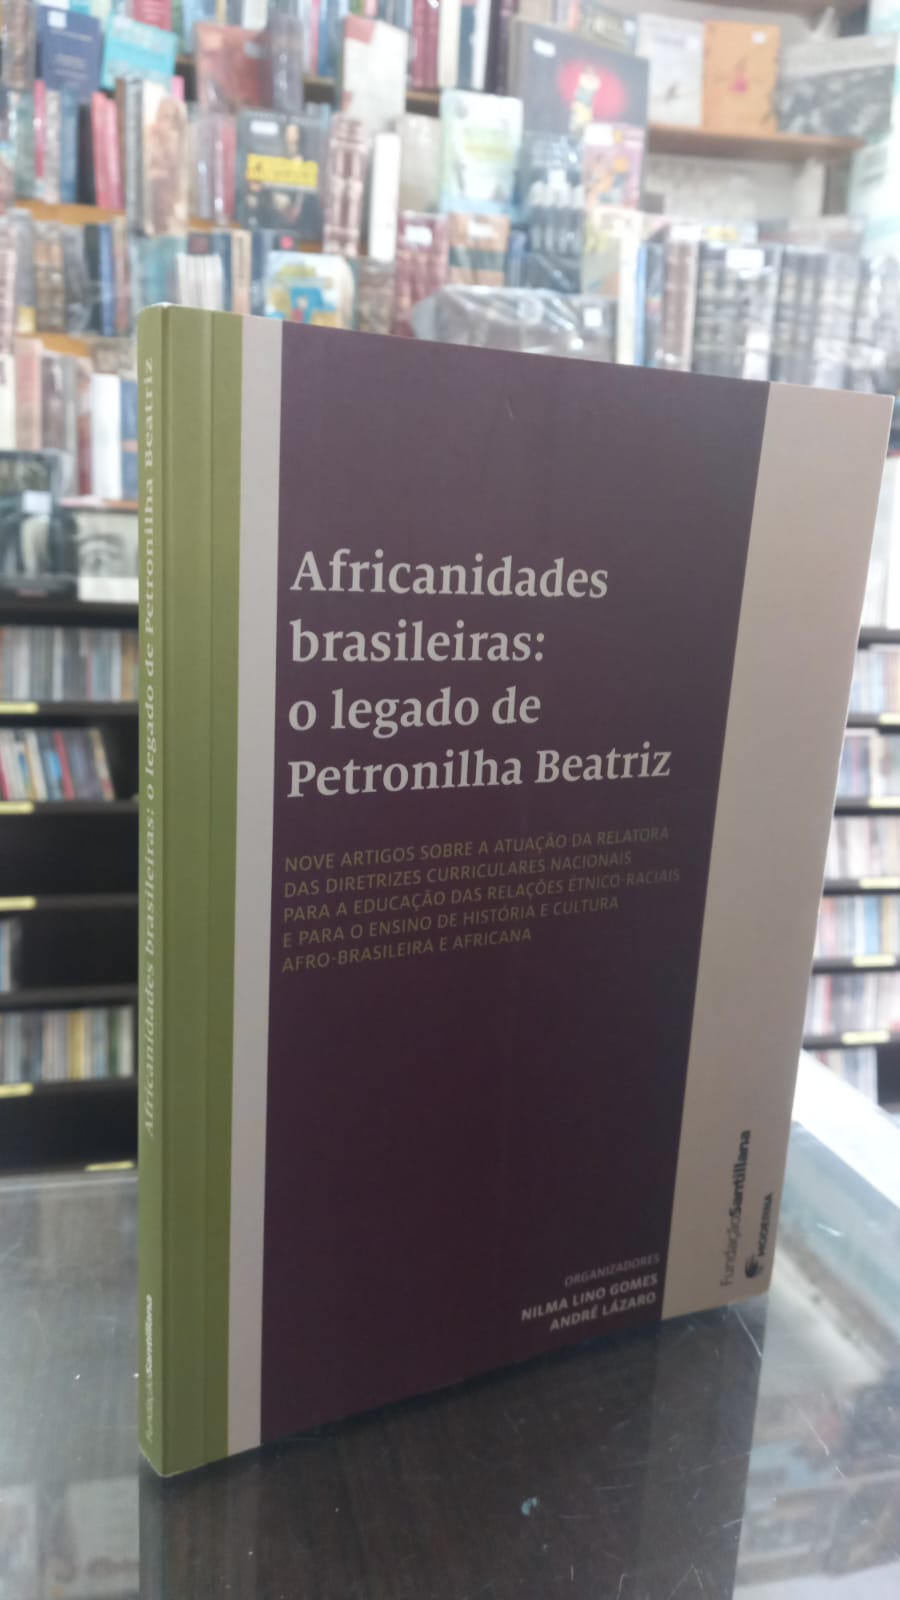 Africanidades
brasileiras:
o legado de
Petronilha Beatriz
NOVE ARTIGOS SOBRE A ATUAÇÃO DA RELATORA
DAS DIRETRIZES CURRICULARES NACIONAIS
PARA A EDUCAÇÃO DAS RELAÇÕES ÉTNICO-RACIAIS
E PARA O ENSINO DE HISTÓRIA E CULTURA
AFRO-BRASILEIRA E AFRICANA
ORGANIZADORES
NILMA LINO GOMES
ANDRÉ LÁZARO
FundaçãoSantillana
MODERNA
Africanidades brasileiras: o legado de Petronilha Beatriz
FundaçãoSantillana